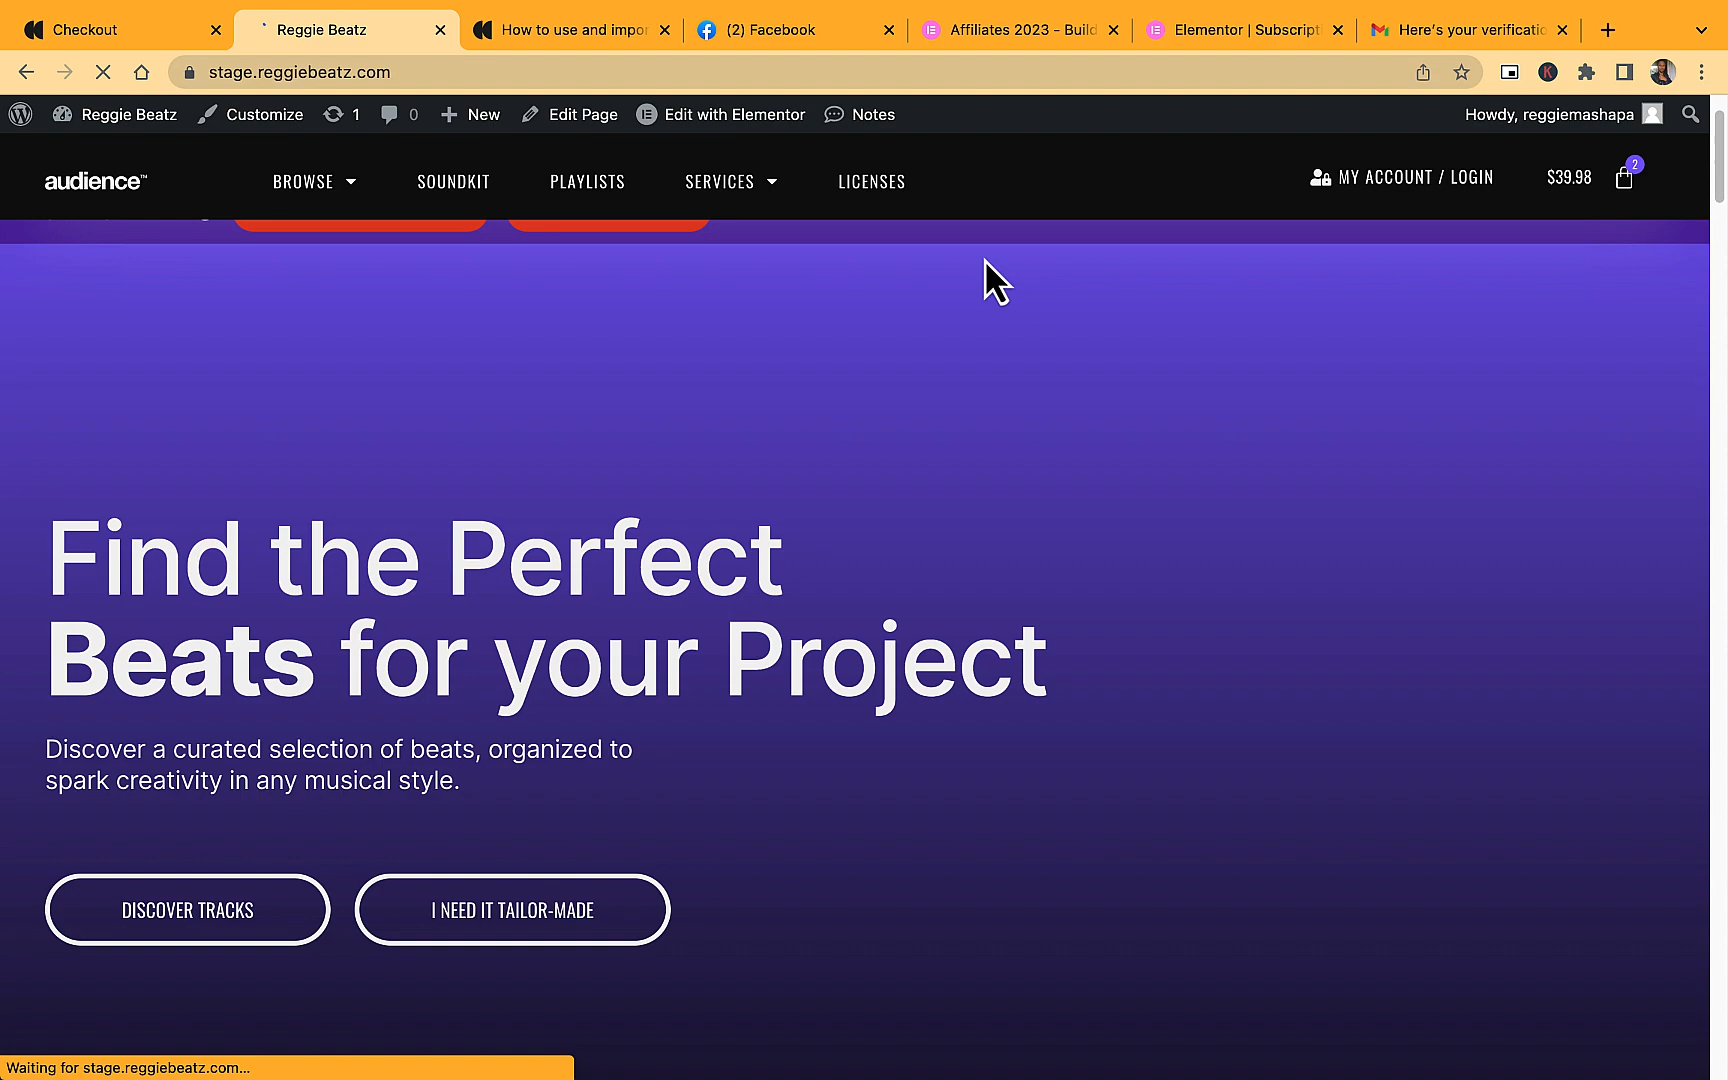 Checkout
Reggie Beatz
How to use and impor
(2) Facebook
Affiliates 2023 - Build
Elementor | Subscripti
Here's your verificatio
stage.reggiebeatz.com
K
Reggie Beatz
Customize
1
0
New
Edit Page
Edit with Elementor
Notes
Howdy, reggiemashapa
audience™
BROWSE
SOUNDKIT
PLAYLISTS
SERVICES
LICENSES
MY ACCOUNT / LOGIN
$39.98
2
Find the Perfect
Beats for your Project
Discover a curated selection of beats, organized to
spark creativity in any musical style.
DISCOVER TRACKS
I NEED IT TAILOR-MADE
Waiting for stage.reggiebeatz.com...